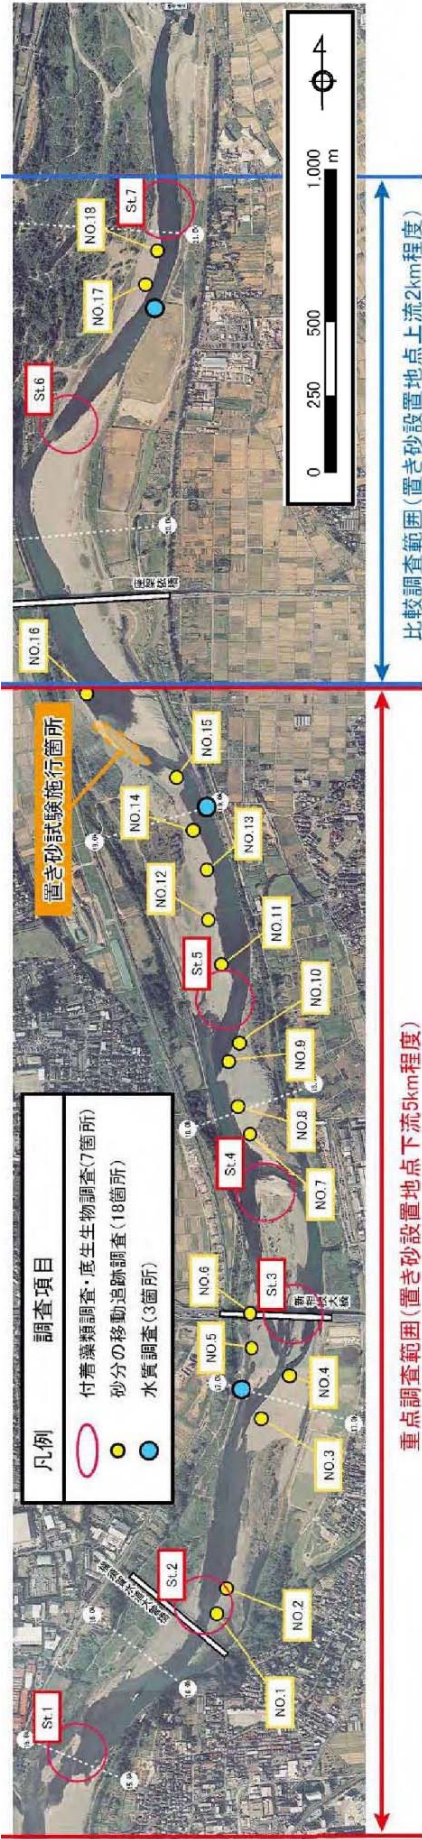 凡例 調査項目
付着藻類調査・底生生物調査(7箇所)
砂分の移動追跡調査(18箇所)
水質調査(3箇所)
置き砂試験施行箇所
St.1
St.2
St.3
St.4
St.5
St.6
St.7
NO.1
NO.2
NO.3
NO.4
NO.5
NO.6
NO.7
NO.8
NO.9
NO.10
NO.11
NO.12
NO.13
NO.14
NO.15
NO.16
NO.17
NO.18
座架依橋
0 250 500 1,000
m
4
重点調査範囲(置き砂設置地点下流5km程度)
比較調査範囲(置き砂設置地点上流2km程度)